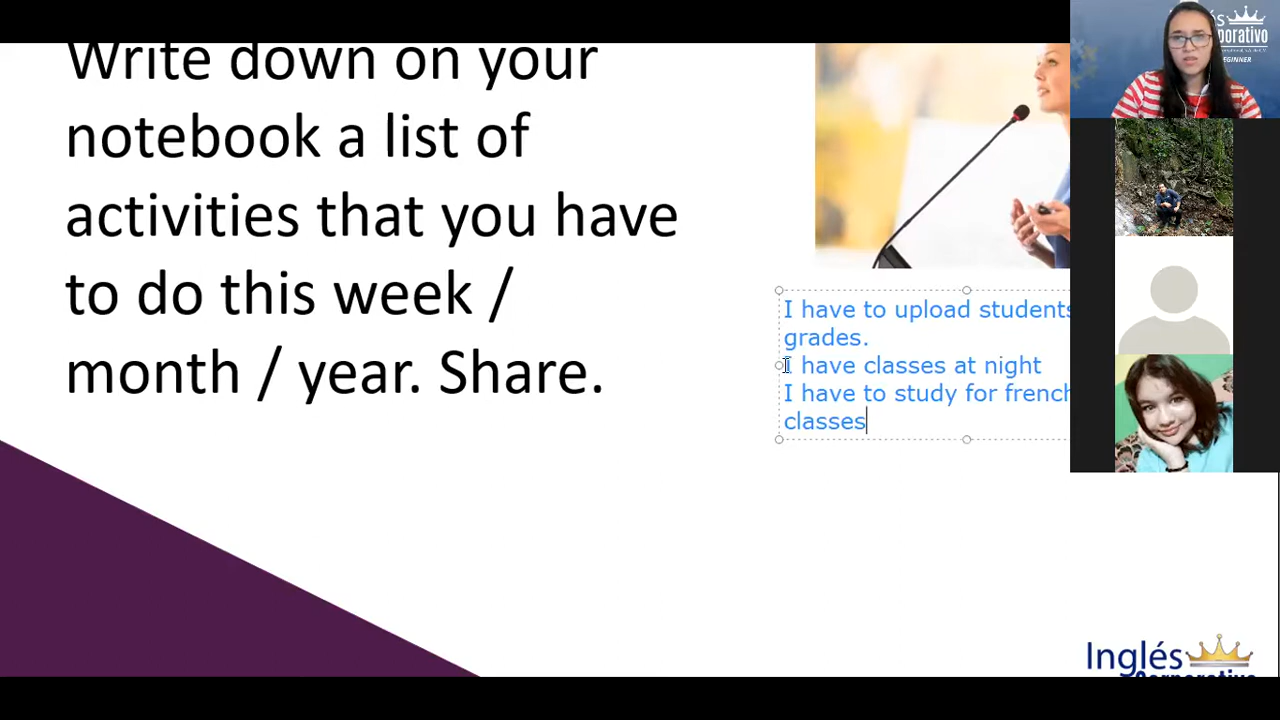 Write down on your
notebook a list of
activities that you have
to do this week /
month / year. Share.
I have to upload students
grades.
I have classes at night
I have to study for french
classes
Inglés